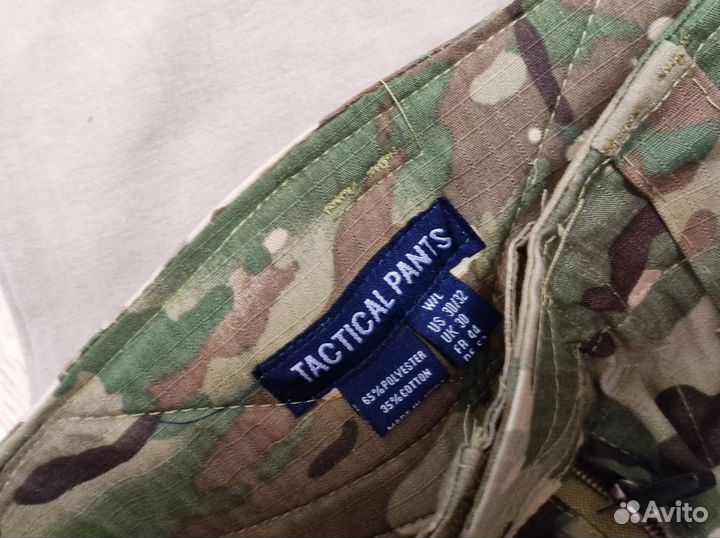 TACTICAL PANTS
65% POLYESTER
35% COTTON
W/L
US 30/32
UK 30
FR 44
Avito